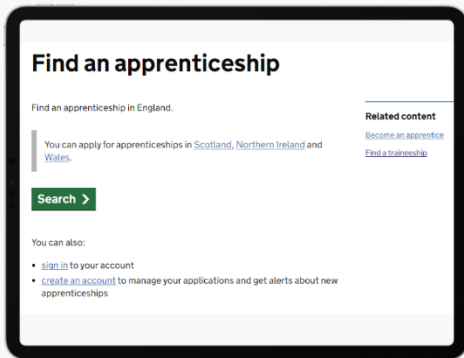 Find an apprenticeship
Find an apprenticeship in England.
You can apply for apprenticeships in Scotland, Northern Ireland and
Wales.
Search
You can also:
• sign in to your account
• create an account to manage your applications and get alerts about new
apprenticeships
Related content
Become an apprentice
Find a traineeship